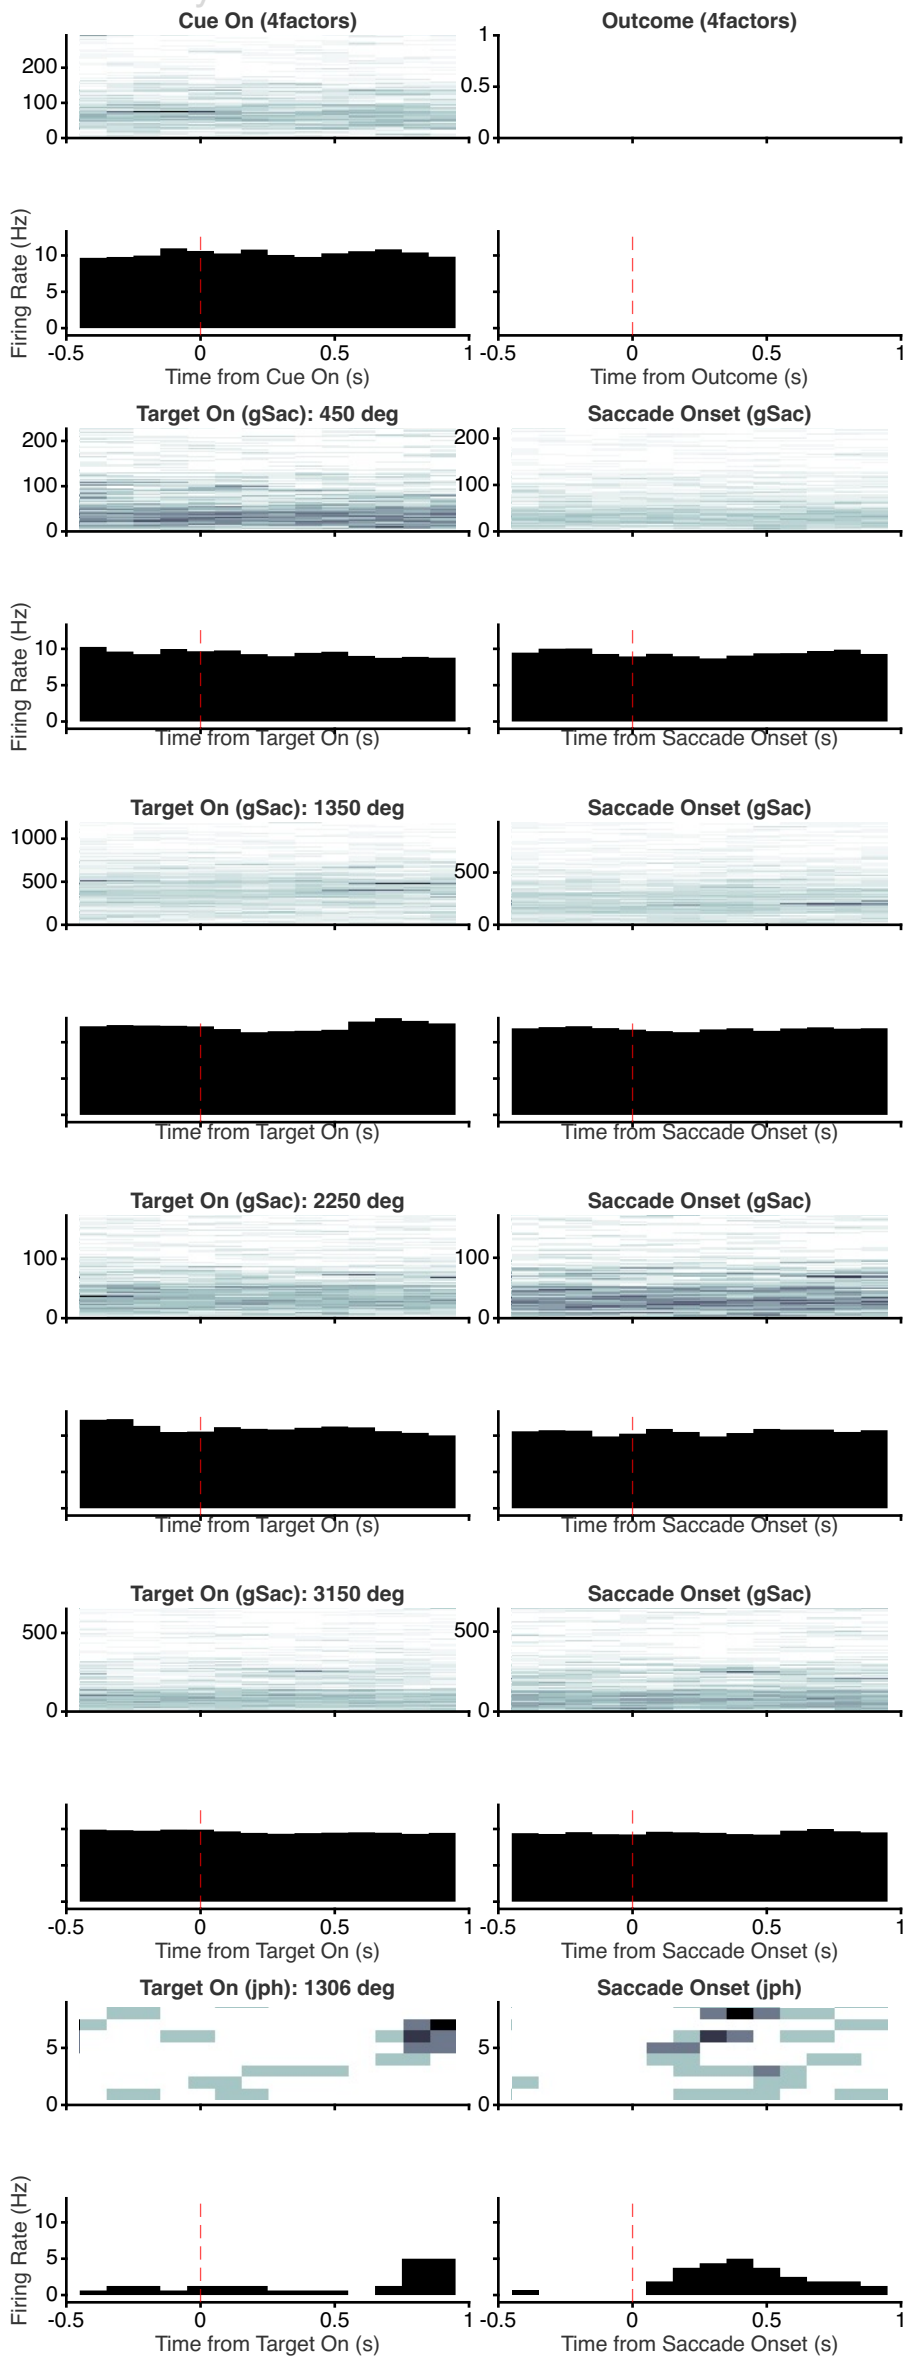 Cue On (4factors) Outcome (4factors)
200
100
0
1
0.5
0
Firing Rate (Hz)
10
5
0
-0.5 0 0.5 1 -0.5 0 0.5 1
Time from Cue On (s) Time from Outcome (s)
Target On (gSac): 450 deg Saccade Onset (gSac)
200
100
0
200
100
0
Firing Rate (Hz)
10
5
0
Time from Target On (s) Time from Saccade Onset (s)
Target On (gSac): 1350 deg Saccade Onset (gSac)
1000
500
0
500
0
Time from Target On (s) Time from Saccade Onset (s)
Target On (gSac): 2250 deg Saccade Onset (gSac)
100
0
100
0
Time from Target On (s) Time from Saccade Onset (s)
Target On (gSac): 3150 deg Saccade Onset (gSac)
500
0
500
0
-0.5 0 0.5 1 -0.5 0 0.5 1
Time from Target On (s) Time from Saccade Onset (s)
Target On (jph): 1306 deg Saccade Onset (jph)
5
0
5
0
Firing Rate (Hz)
10
5
0
-0.5 0 0.5 1 -0.5 0 0.5 1
Time from Target On (s) Time from Saccade Onset (s)